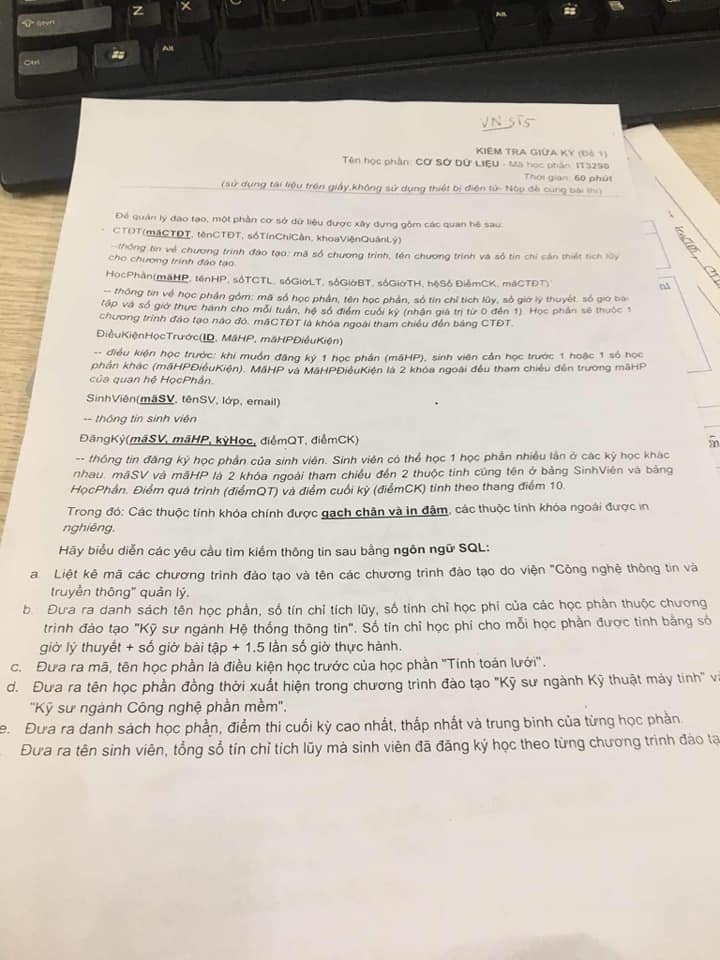 VN 515
KIỂM TRA GIỮA KỲ (Đề 1)
Tên học phần: CƠ SỞ DỮ LIỆU - Mã học phần: IT3290
Thời gian: 60 phút
(sử dụng tài liệu trên giấy,không sử dụng thiết bị điện tử- Nộp đề cùng bài thi)
Để quản lý đào tạo, một phần cơ sở dữ liệu được xây dựng gồm các quan hệ sau:
CTĐT(mãCTĐT, tênCTĐT, sốTínChỉCần, khoaViệnQuảnLý)
--thông tin về chương trình đào tạo: mã số chương trình, tên chương trình và số tín chỉ cần thiết tích lũy
cho chương trình đào tạo.
HọcPhần(mãHP, tênHP, sốTCTL, sốGiờLT, sốGiờBT, sốGiờTH, hệSố ĐiểmCK, mãCTĐT)
-- thông tin về học phần gồm: mã số học phần, tên học phần, số tín chỉ tích lũy, số giờ lý thuyết, số giờ bài
tập và số giờ thực hành cho mỗi tuần, hệ số điểm cuối kỳ (nhận giá trị từ 0 đến 1). Học phần sẽ thuộc 1
chương trình đào tạo nào đó. mãCTĐT là khóa ngoài tham chiếu đến bảng CTĐT.
ĐiềuKiệnHọcTrước(ID, MãHP, mãHPĐiềuKiện)
-- điều kiện học trước: khi muốn đăng ký 1 học phần (mãHP), sinh viên cần học trước 1 hoặc 1 số học
phần khác (mãHPĐiềuKiện). MãHP và MãHPĐiềuKiện là 2 khóa ngoài đều tham chiếu đến trường mãHP
của quan hệ HọcPhần.
SinhViên(mãSV, tênSV, lớp, email)
-- thông tin sinh viên
ĐăngKý(mãSV, mãHP, kỳHọc, điểmQT, điểmCK)
-- thông tin đăng ký học phần của sinh viên. Sinh viên có thể học 1 học phần nhiều lần ở các kỳ học khác
nhau. mãSV và mãHP là 2 khóa ngoài tham chiếu đến 2 thuộc tính cùng tên ở bảng SinhViên và bảng
HọcPhần. Điểm quá trình (điểmQT) và điểm cuối kỳ (điểmCK) tính theo thang điểm 10.
Trong đó: Các thuộc tính khóa chính được gạch chân và in đậm, các thuộc tính khóa ngoài được in
nghiêng.
Hãy biểu diễn các yêu cầu tìm kiếm thông tin sau bằng ngôn ngữ SQL:
a. Liệt kê mã các chương trình đào tạo và tên các chương trình đào tạo do viện "Công nghệ thông tin và
truyền thông" quản lý.
b. Đưa ra danh sách tên học phần, số tín chỉ tích lũy, số tính chỉ học phí của các học phần thuộc chương
trình đào tạo "Kỹ sư ngành Hệ thống thông tin". Số tín chỉ học phí cho mỗi học phần được tính bằng số
giờ lý thuyết + số giờ bài tập + 1.5 lần số giờ thực hành.
c. Đưa ra mã, tên học phần là điều kiện học trước của học phần "Tính toán lưới".
d. Đưa ra tên học phần đồng thời xuất hiện trong chương trình đào tạo "Kỹ sư ngành Kỹ thuật máy tính" và
"Kỹ sư ngành Công nghệ phần mềm".
e. Đưa ra danh sách học phần, điểm thi cuối kỳ cao nhất, thấp nhất và trung bình của từng học phần.
Đưa ra tên sinh viên, tổng số tín chỉ tích lũy mà sinh viên đã đăng ký học theo từng chương trình đào tạ
Z
X
Ctrl
Alt
Alt